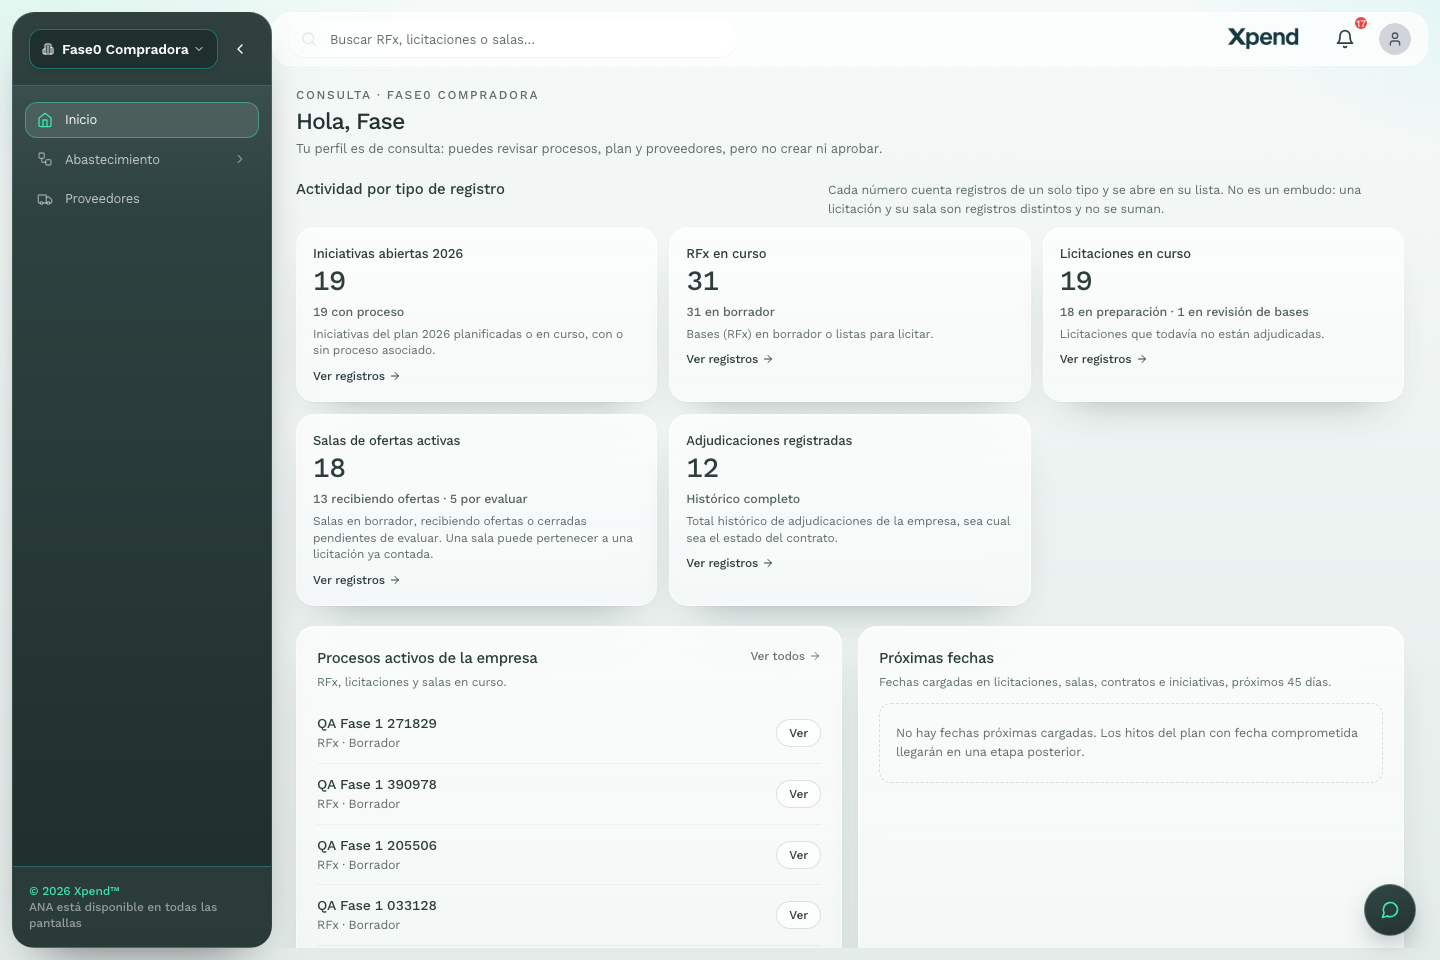 Fase0 Compradora
Buscar RFx, licitaciones o salas...
Xpend
17
Inicio
Abastecimiento
Proveedores
© 2026 Xpend™
ANA está disponible en todas las
pantallas
CONSULTA · FASE0 COMPRADORA
Hola, Fase
Tu perfil es de consulta: puedes revisar procesos, plan y proveedores, pero no crear ni aprobar.
Actividad por tipo de registro
Cada número cuenta registros de un solo tipo y se abre en su lista. No es un embudo: una
licitación y su sala son registros distintos y no se suman.
Iniciativas abiertas 2026
19
19 con proceso
Iniciativas del plan 2026 planificadas o en curso, con o
sin proceso asociado.
Ver registros →
RFx en curso
31
31 en borrador
Bases (RFx) en borrador o listas para licitar.
Ver registros →
Licitaciones en curso
19
18 en preparación · 1 en revisión de bases
Licitaciones que todavía no están adjudicadas.
Ver registros →
Salas de ofertas activas
18
13 recibiendo ofertas · 5 por evaluar
Salas en borrador, recibiendo ofertas o cerradas
pendientes de evaluar. Una sala puede pertenecer a una
licitación ya contada.
Ver registros →
Adjudicaciones registradas
12
Histórico completo
Total histórico de adjudicaciones de la empresa, sea cual
sea el estado del contrato.
Ver registros →
Procesos activos de la empresa
Ver todos →
RFx, licitaciones y salas en curso.
QA Fase 1 271829
RFx · Borrador
Ver
QA Fase 1 390978
RFx · Borrador
Ver
QA Fase 1 205506
RFx · Borrador
Ver
QA Fase 1 033128
RFx · Borrador
Ver
Próximas fechas
Fechas cargadas en licitaciones, salas, contratos e iniciativas, próximos 45 días.
No hay fechas próximas cargadas. Los hitos del plan con fecha comprometida
llegarán en una etapa posterior.